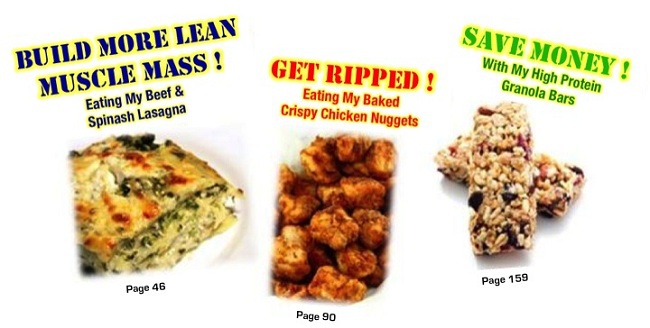 BUILD MORE LEAN
MUSCLE MASS !
Eating My Beef &
Spinash Lasagna
Page 46
GET RIPPED !
Eating My Baked
Crispy Chicken Nuggets
Page 90
SAVE MONEY !
With My High Protein
Granola Bars
Page 159